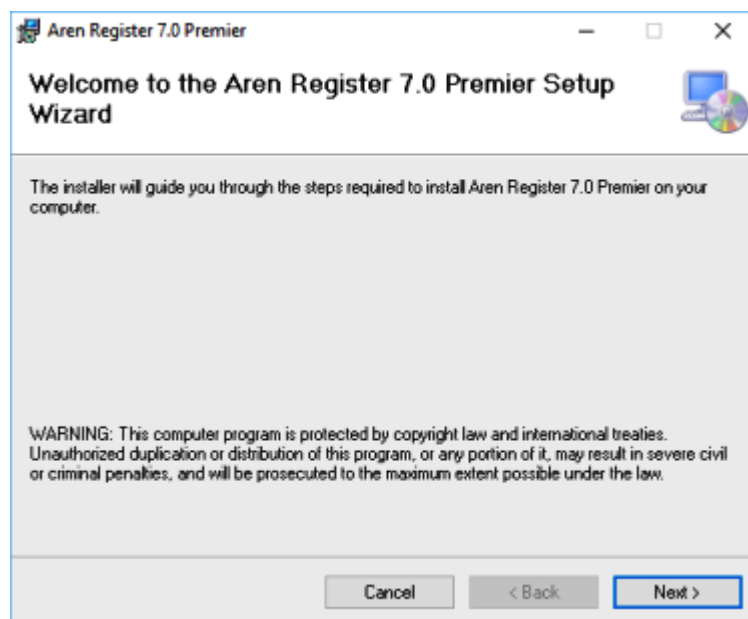 Aren Register 7.0 Premier
Welcome to the Aren Register 7.0 Premier Setup
Wizard
The installer will guide you through the steps required to install Aren Register 7.0 Premier on your
computer.
WARNING: This computer program is protected by copyright law and international treaties.
Unauthorized duplication or distribution of this program, or any portion of it, may result in severe civil
or criminal penalties, and will be prosecuted to the maximum extent possible under the law.
Cancel < Back Next >